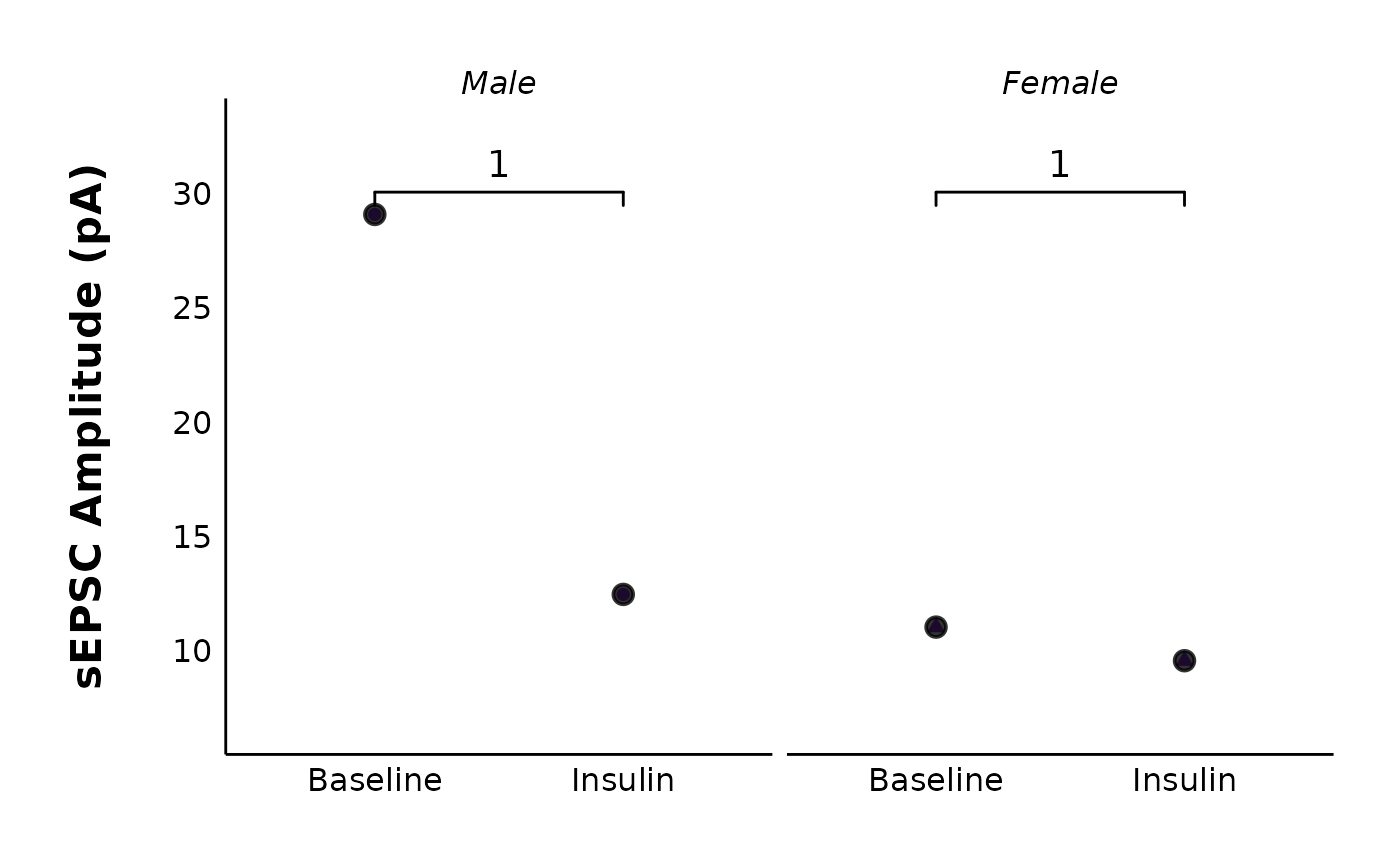 Male
Female
1
1
sEPSC Amplitude (pA)
30
25
20
15
10
Baseline
Insulin
Baseline
Insulin